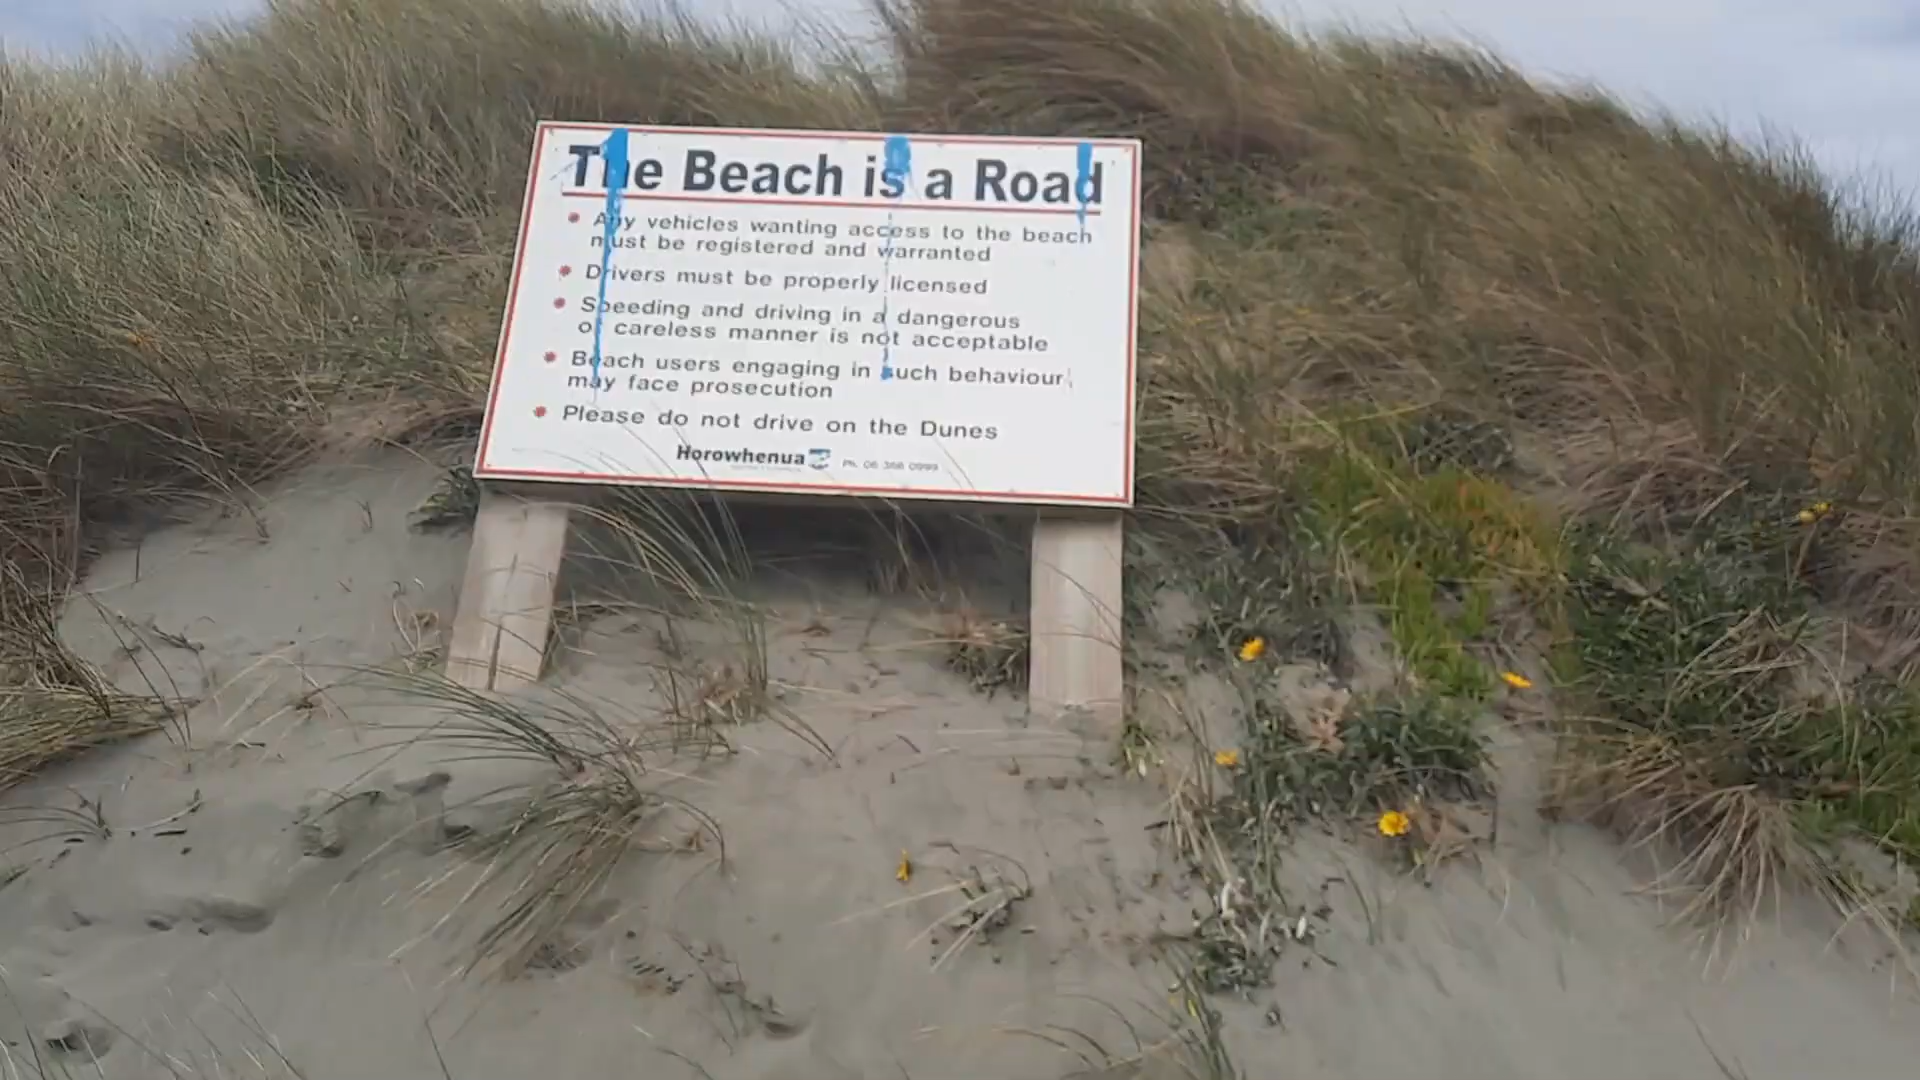 The Beach is a Road
Any vehicles wanting access to the beach
must be registered and warranted
Drivers must be properly licensed
Speeding and driving in a dangerous
or careless manner is not acceptable
Beach users engaging in such behaviour
may face prosecution
Please do not drive on the Dunes
Horowhenua Ph. 06 366 0999